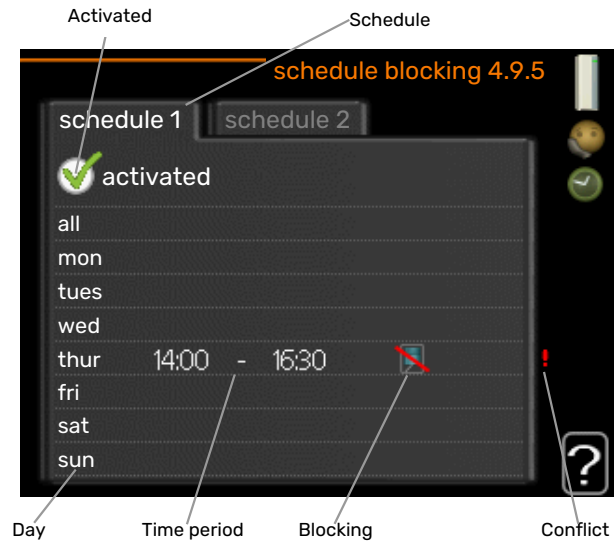 Activated
Schedule
schedule blocking 4.9.5
schedule 1
schedule 2
activated
all
mon
tues
wed
thur 14:00 - 16:30 !
fri
sat
sun
?
Day
Time period
Blocking
Conflict